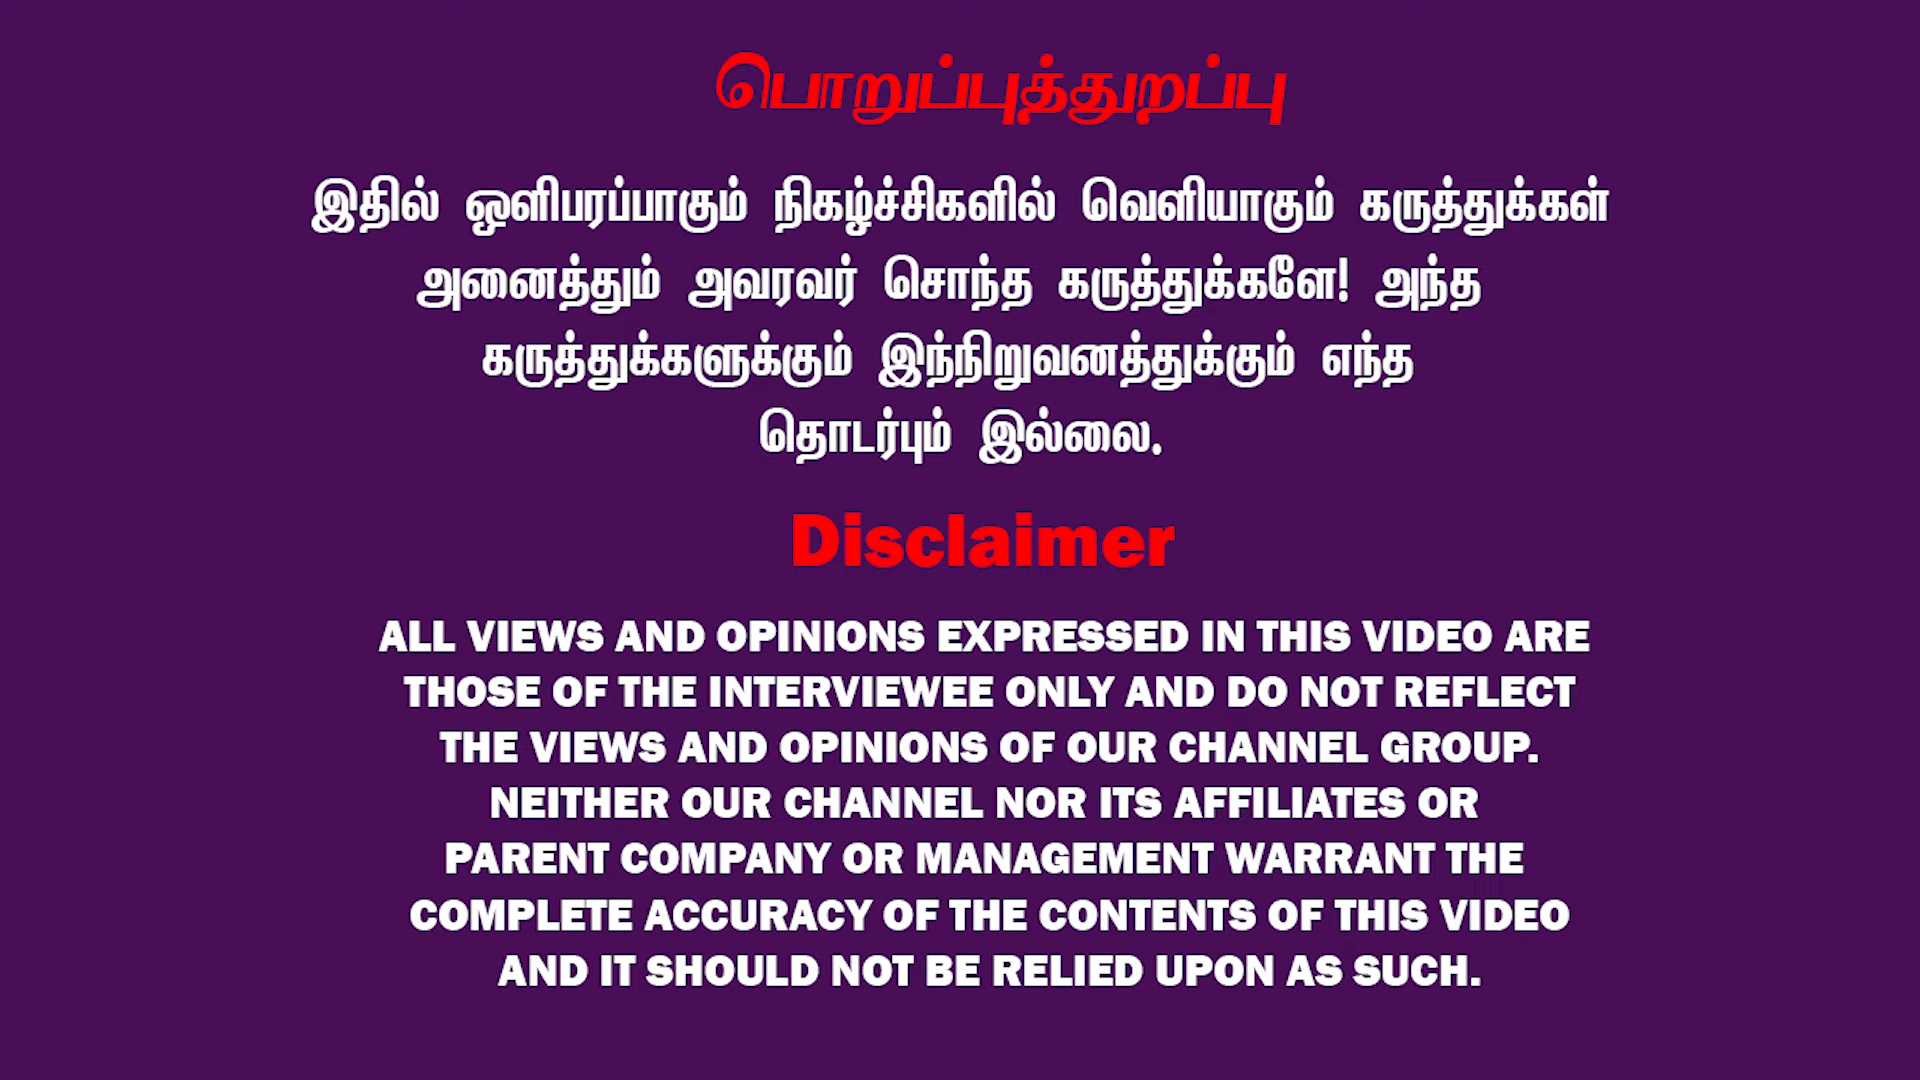 பொறுப்புத்துறப்பு
இதில் ஒளிபரப்பாகும் நிகழ்ச்சிகளில் வெளியாகும் கருத்துக்கள்
அனைத்தும் அவரவர் சொந்த கருத்துக்களே! அந்த
கருத்துக்களுக்கும் இந்நிறுவனத்துக்கும் எந்த
தொடர்பும் இல்லை.
Disclaimer
ALL VIEWS AND OPINIONS EXPRESSED IN THIS VIDEO ARE
THOSE OF THE INTERVIEWEE ONLY AND DO NOT REFLECT
THE VIEWS AND OPINIONS OF OUR CHANNEL GROUP.
NEITHER OUR CHANNEL NOR ITS AFFILIATES OR
PARENT COMPANY OR MANAGEMENT WARRANT THE
COMPLETE ACCURACY OF THE CONTENTS OF THIS VIDEO
AND IT SHOULD NOT BE RELIED UPON AS SUCH.